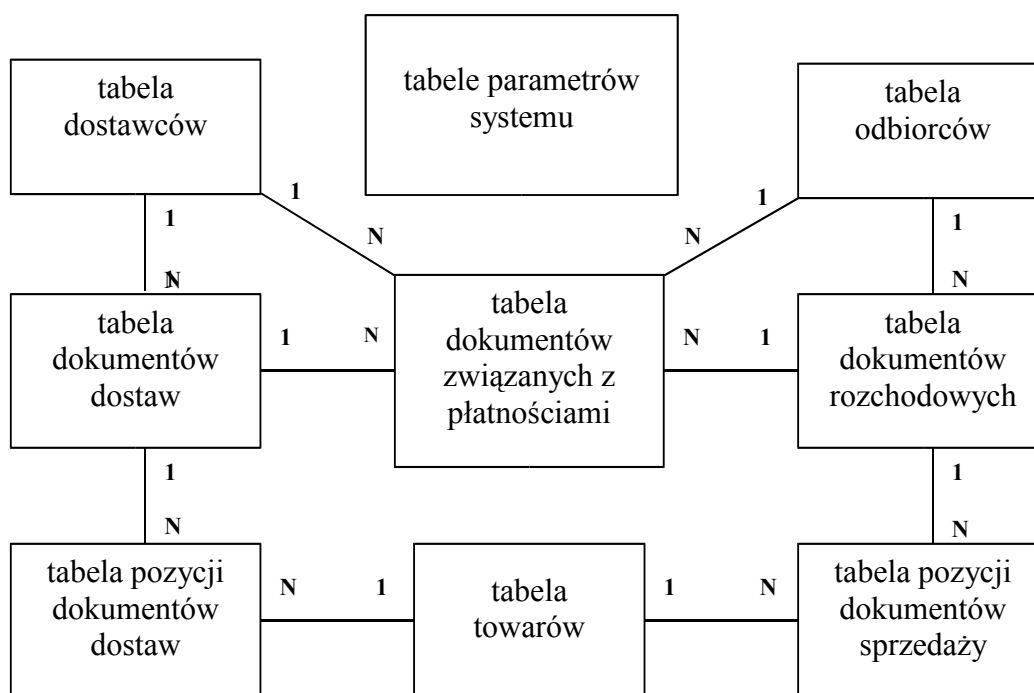 tabela
dostawców
tabele parametrów
systemu
tabela
odbiorców
1
1
1
N
N
1
1
N
N
tabela
dokumentów
dostaw
1
N
tabela
dokumentów
związanych z
płatnościami
N
1
tabela
dokumentów
rozchodowych
1
N
1
N
tabela pozycji
dokumentów
dostaw
N
1
tabela
towarów
1
N
tabela pozycji
dokumentów
sprzedaży